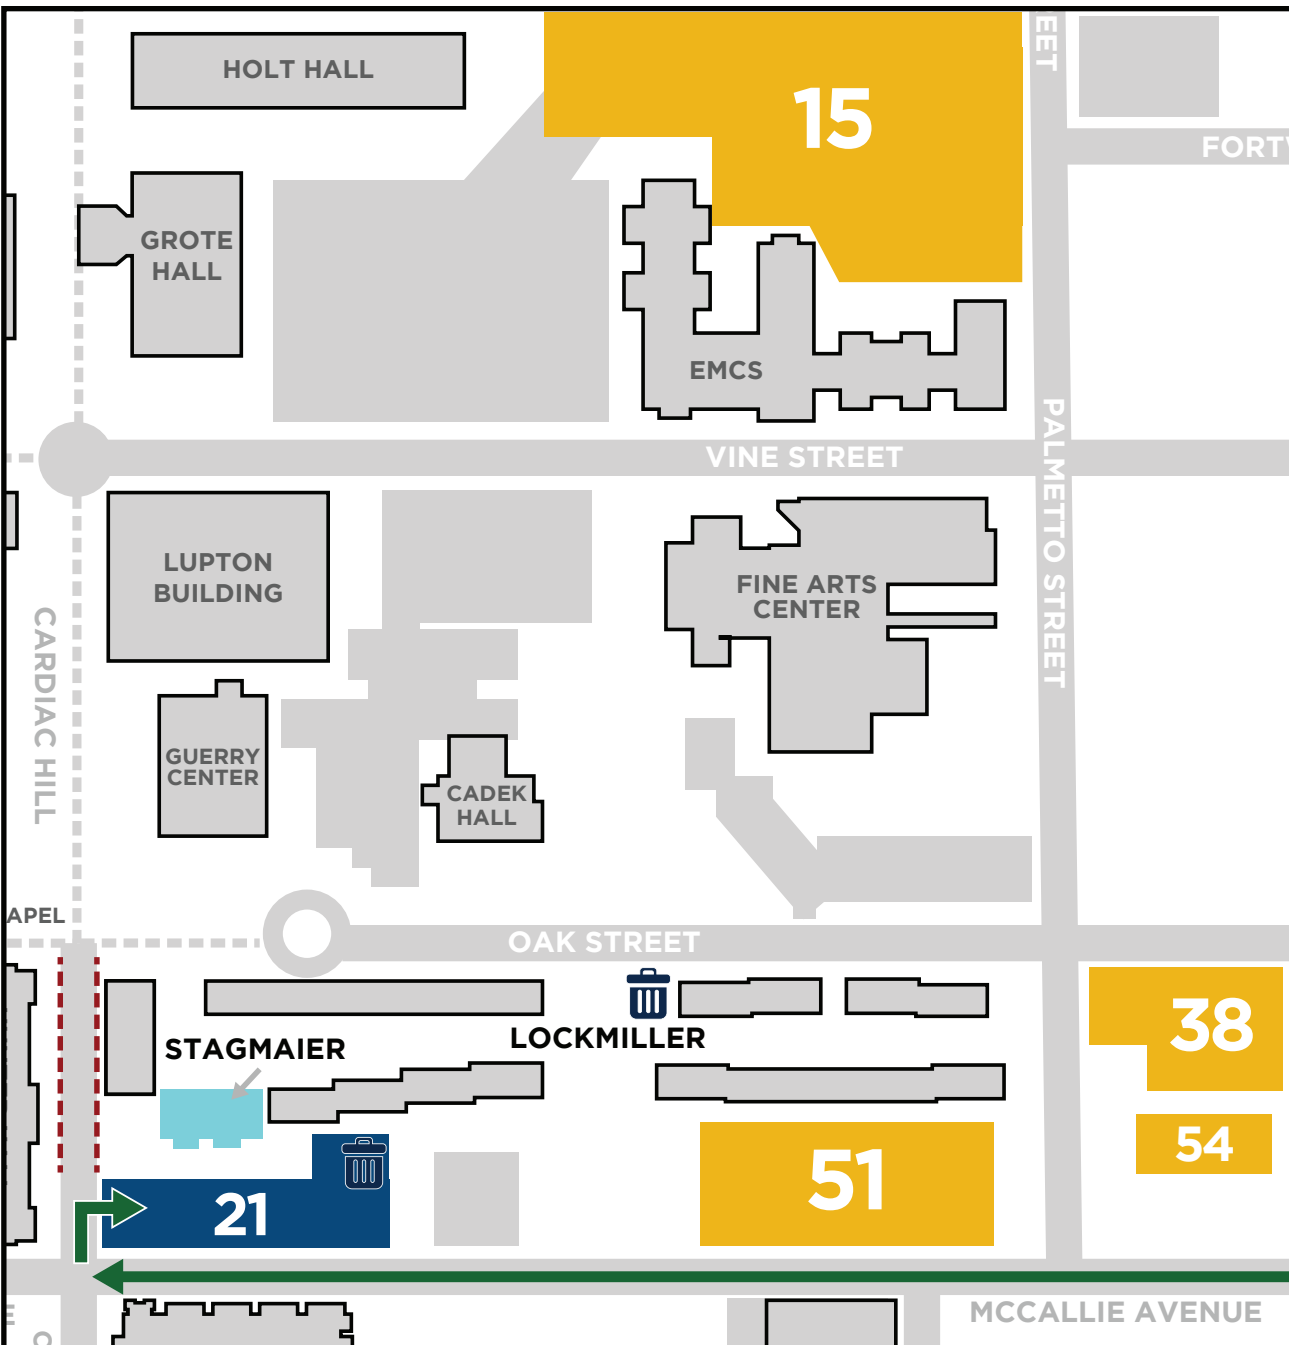 EET
HOLT HALL
15
FORT
GROTE
HALL
EMCS
VINE STREET
PALMETTO STREET
LUPTON
BUILDING
FINE ARTS
CENTER
CARDIAC HILL
GUERRY
CENTER
CADEK
HALL
APEL
OAK STREET
38
STAGMAIER
LOCKMILLER
54
51
21
MCCALLIE AVENUE
E
O